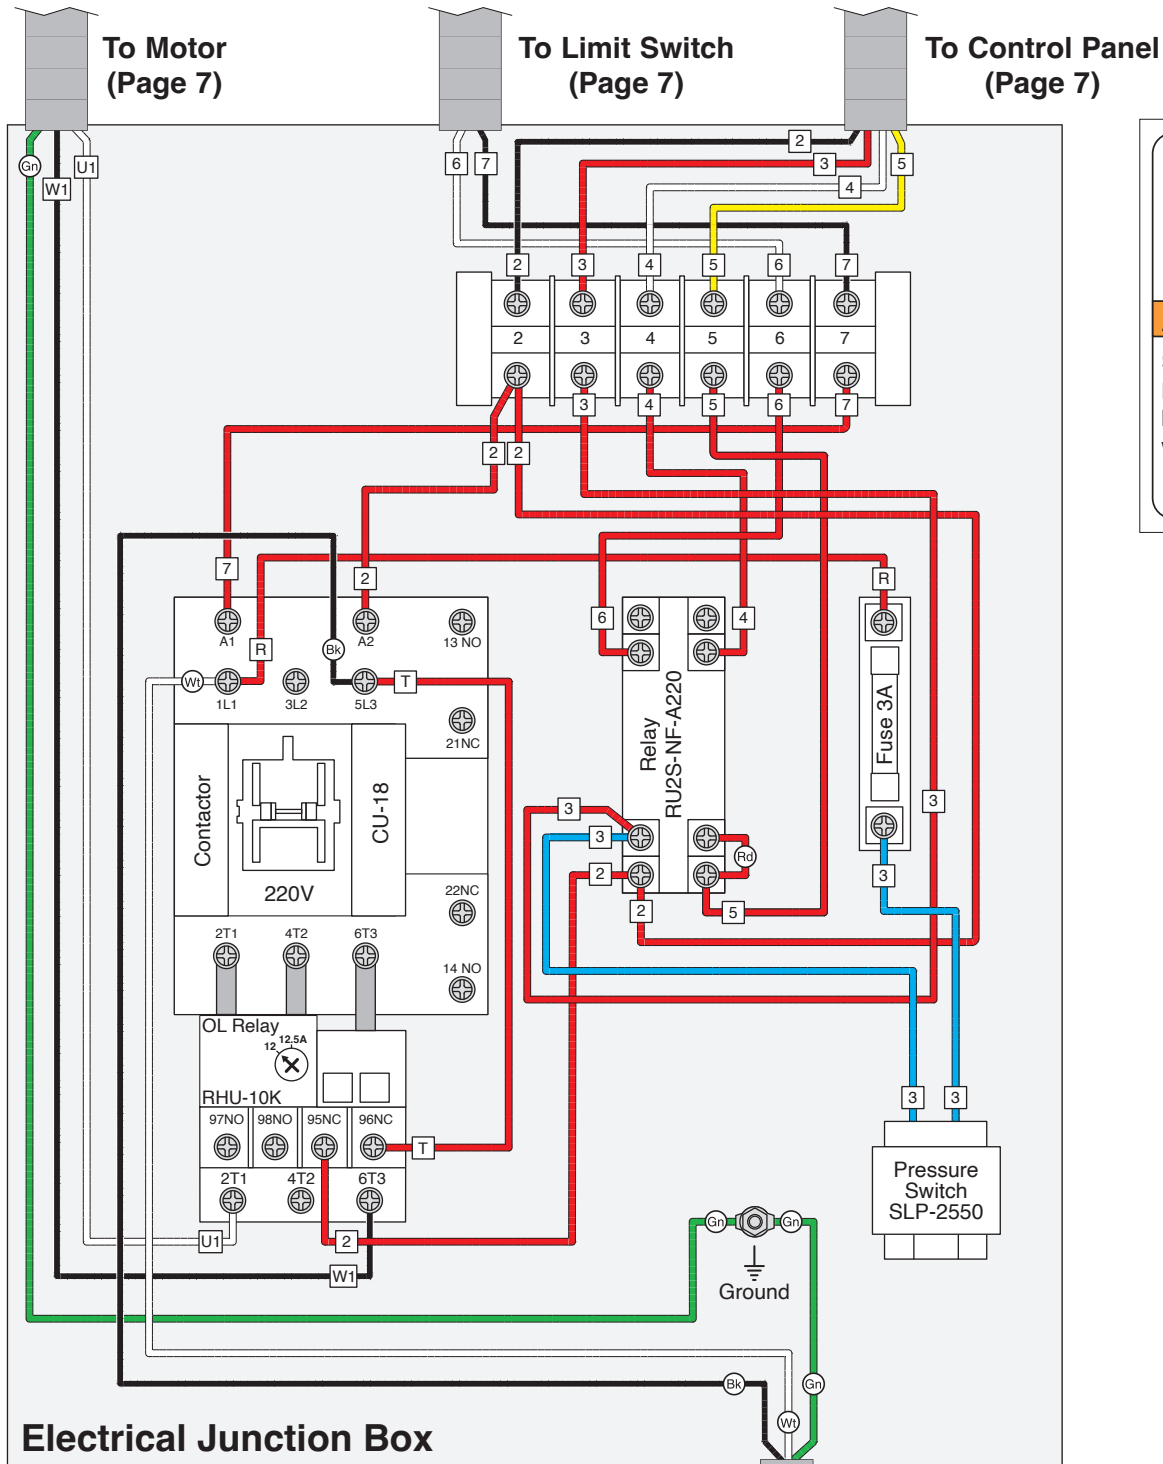 To Motor
(Page 7)
To Limit Switch
(Page 7)
To Control Panel
(Page 7)
Gn
W1
U1
6
7
2
3
4
5
2
3
4
5
6
7
2
3
4
5
6
7
3
4
5
6
7
2
2
7
2
R
6
4
R
A1
A2
13 NO
R
Bk
Wt
T
1L1
3L2
5L3
21NC
Contactor
CU-18
220V
22NC
2T1
4T2
6T3
14 NO
Relay
RU2S-NF-A220
Fuse 3A
3
3
3
Rd
2
3
2
5
OL Relay
12
12.5A
RHU-10K
97NO
98NO
95NC
96NC
T
2T1
4T2
6T3
U1
2
W1
3
3
Pressure
Switch
SLP-2550
Gn
Gn
Ground
Bk
Gn
Wt
Electrical Junction Box